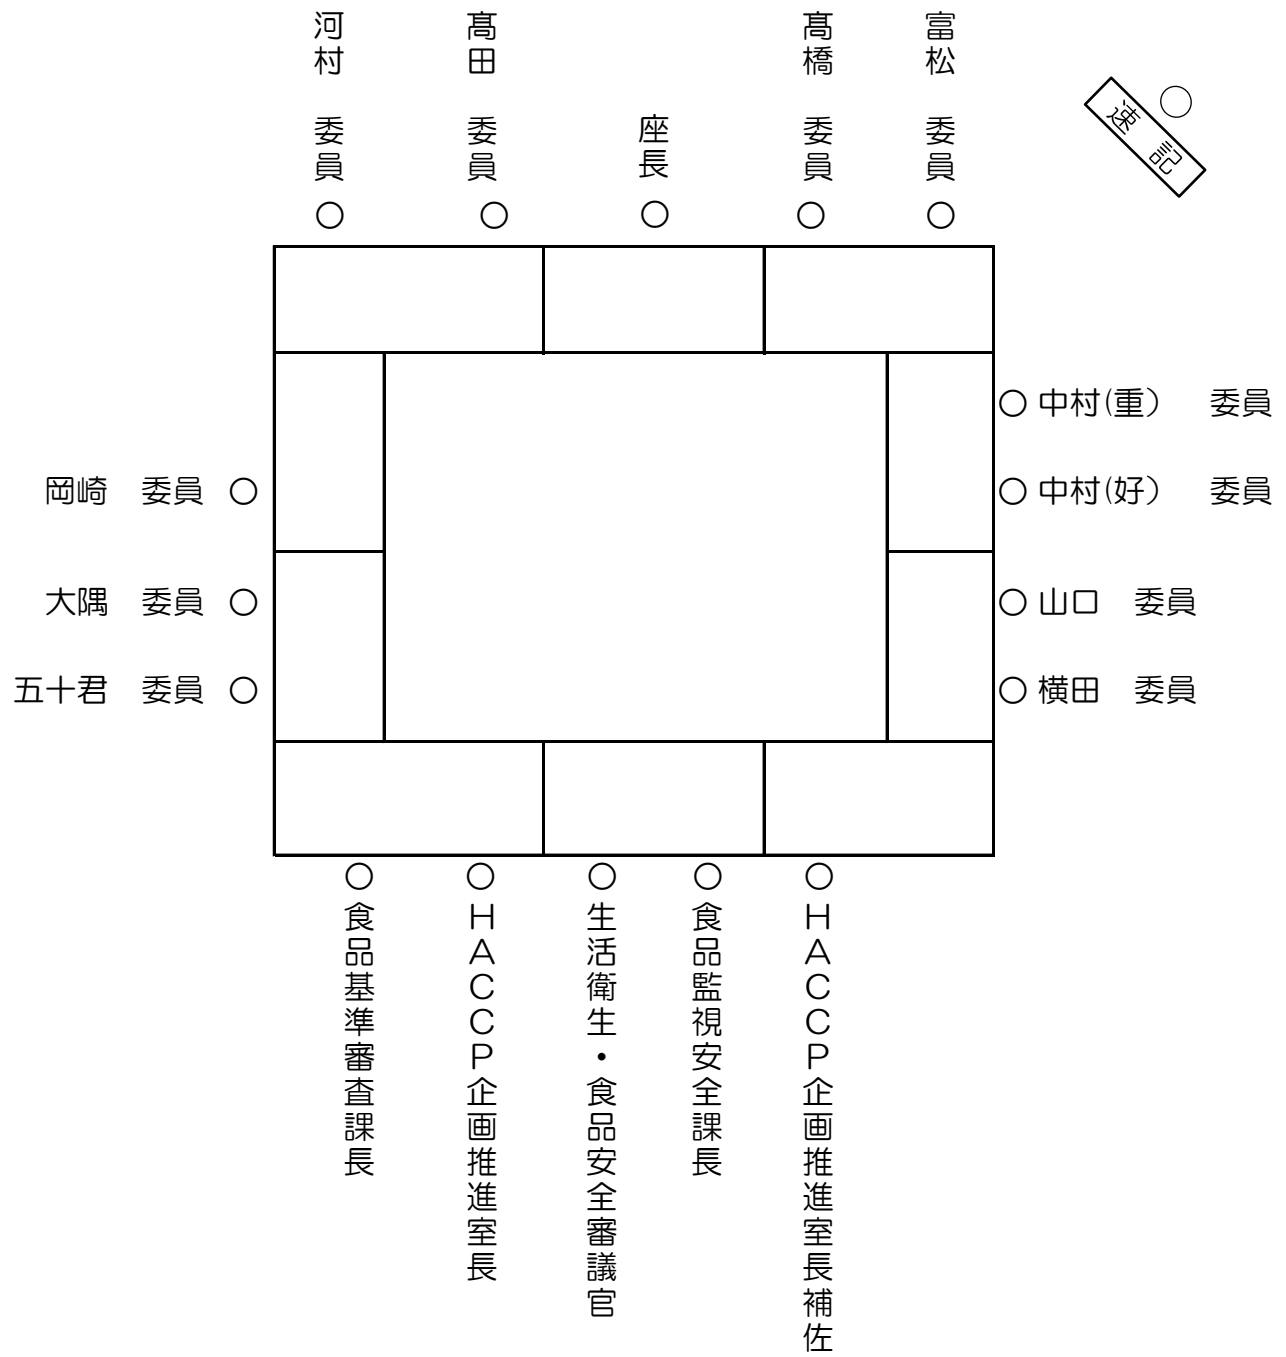 河村　委員
髙田　委員
座長
髙橋　委員
富松　委員
速　記
中村(重）　委員
岡崎　委員
中村(好）　委員
大隅　委員
山口　委員
五十君　委員
横田　委員
食品基準審査課長
ＨＡＣＣＰ企画推進室長
生活衛生・食品安全審議官
食品監視安全課長
ＨＡＣＣＰ企画推進室長補佐